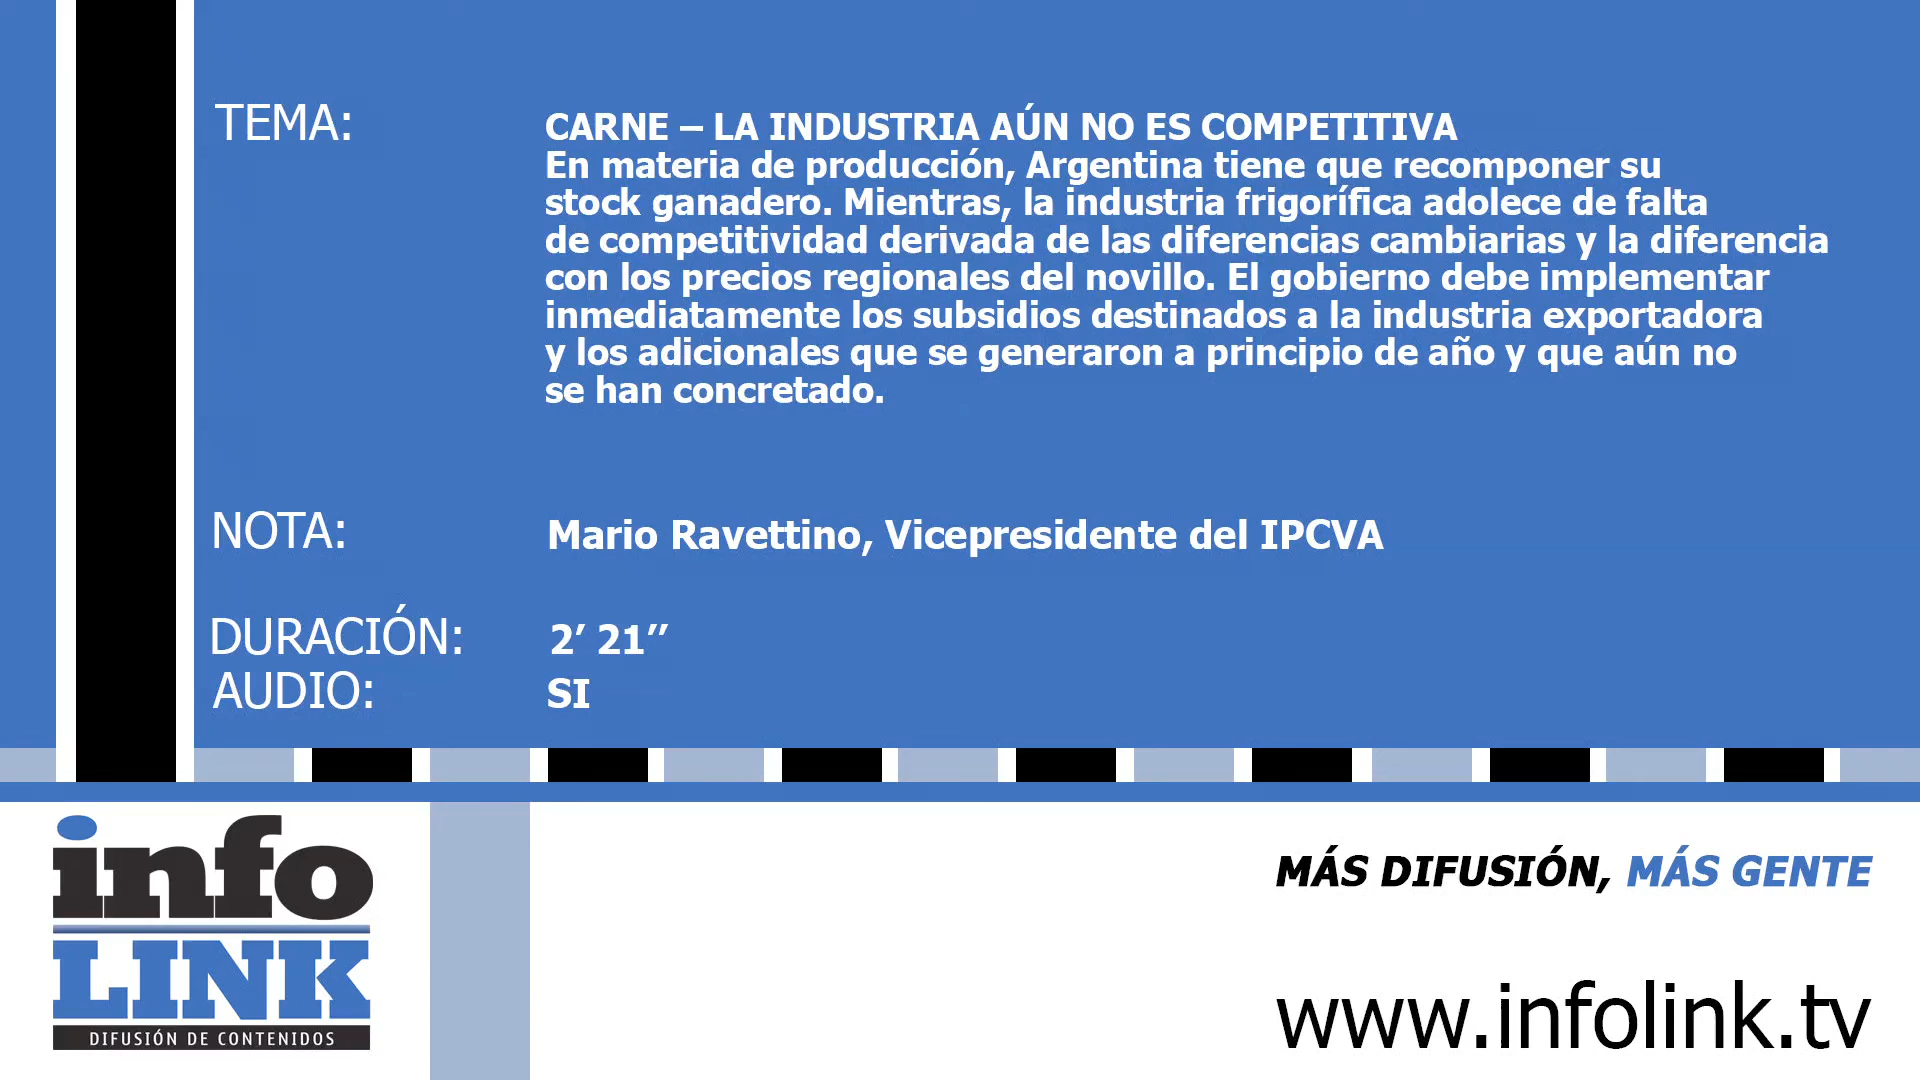 TEMA:
CARNE – LA INDUSTRIA AÚN NO ES COMPETITIVA
En materia de producción, Argentina tiene que recomponer su
stock ganadero. Mientras, la industria frigorífica adolece de falta
de competitividad derivada de las diferencias cambiarias y la diferencia
con los precios regionales del novillo. El gobierno debe implementar
inmediatamente los subsidios destinados a la industria exportadora
y los adicionales que se generaron a principio de año y que aún no
se han concretado.
NOTA:
Mario Ravettino, Vicepresidente del IPCVA
DURACIÓN:
2’ 21’’
AUDIO:
SI
info
LINK
DIFUSIÓN DE CONTENIDOS
MÁS DIFUSIÓN, MÁS GENTE
www.infolink.tv